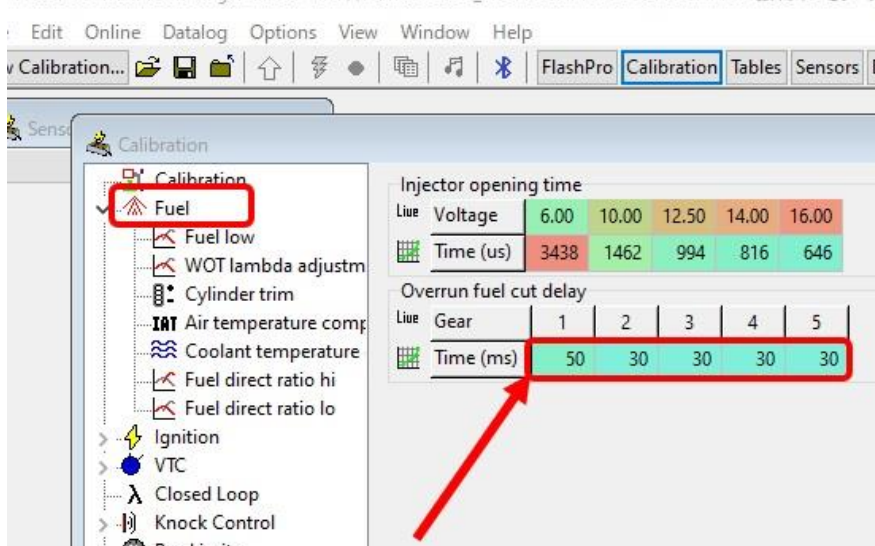 Edit Online Datalog Options View Window Help
Calibration... FlashPro Calibration Tables Sensors
Calibration
Calibration
Fuel
Fuel low
WOT lambda adjustm
Cylinder trim
IAT Air temperature comp
Coolant temperature
Fuel direct ratio hi
Fuel direct ratio lo
Ignition
VTC
λ Closed Loop
Knock Control
Injector opening time
Live Voltage 6.00 10.00 12.50 14.00 16.00
Time (us) 3438 1462 994 816 646
Overrun fuel cut delay
Live Gear 1 2 3 4 5
Time (ms) 50 30 30 30 30